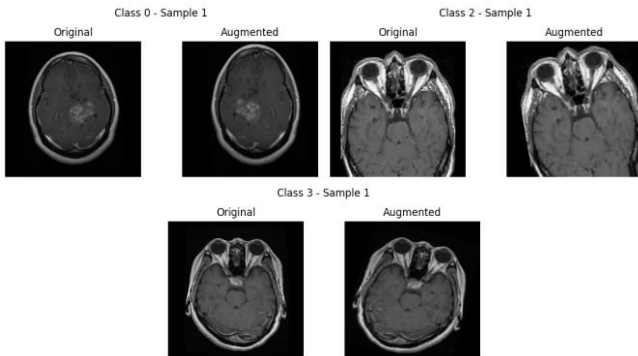 Class 0 - Sample 1
Original
Augmented
Class 2 - Sample 1
Original
Augmented
Class 3 - Sample 1
Original
Augmented